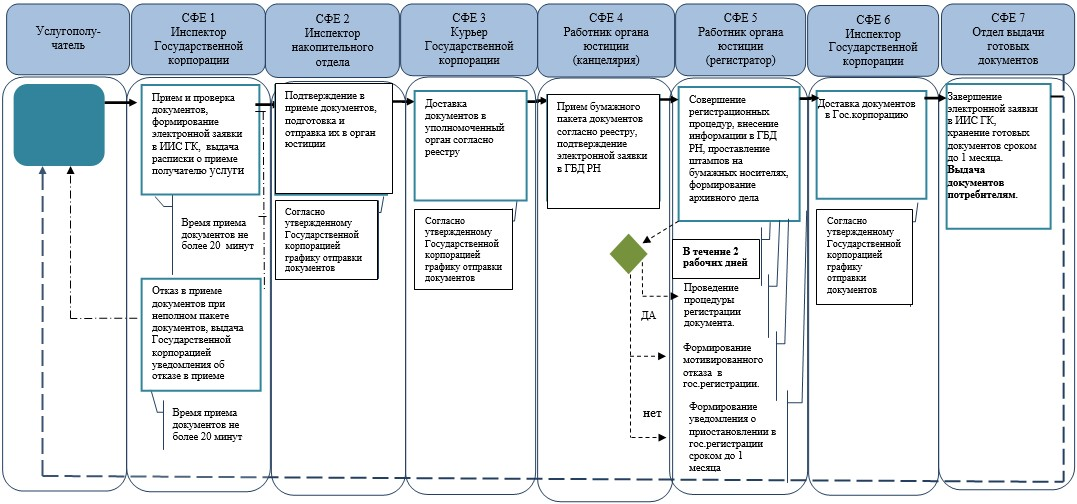 Услугополу-
чатель
СФЕ 1
Инспектор
Государственной
корпорации
СФЕ 2
Инспектор
накопительного
отдела
СФЕ 3
Курьер
Государственной
корпорации
СФЕ 4
Работник органа
юстиции
(канцелярия)
СФЕ 5
Работник органа
юстиции
(регистратор)
СФЕ 6
Инспектор
Государственной
корпорации
СФЕ 7
Отдел выдачи
готовых
документов
Прием и проверка
документов,
формирование
электронной заявки
в ИИС ГК, выдача
расписки о приеме
получателю услуги
Время приема
документов не
более 20 минут
Отказ в приеме
документов при
неполном пакете
документов, выдача
Государственной
корпорацией
уведомления об
отказе в приеме
Время приема
документов не
более 20 минут
Подтверждение в
приеме документов,
подготовка и
отправка их в орган
юстиции
Согласно
утвержденному
Государственной
корпорацией
графику отправки
документов
Доставка
документов в
уполномоченный
орган согласно
реестру
Согласно
утвержденному
Государственной
корпорацией
графику отправки
документов
Прием бумажного
пакета документов
согласно реестру,
подтверждение
электронной заявки
в ГБД РН
ДА
нет
Совершение
регистрационных
процедур, внесение
информации в ГБД
РН, проставление
штампов на
бумажных носителях,
формирование
архивного дела
В течение 2
рабочих дней
Проведение
процедуры
регистрации
документа.
Формирование
мотивированного
отказа в
гос.регистрации.
Формирование
уведомления о
приостановлении в
гос.регистрации
сроком до 1
месяца
Доставка документов
в Гос.корпорацию
Согласно
утвержденному
Государственной
корпорацией
графику
отправки
документов
Завершение
электронной заявки
в ИИС ГК,
хранение готовых
документов сроком
до 1 месяца.
Выдача
документов
потребителям.